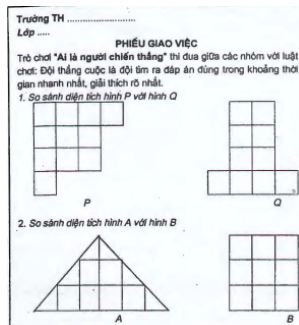 Trường TH ............................
Lớp .....
PHIẾU GIAO VIỆC
Trò chơi "Ai là người chiến thắng" thi đua giữa các nhóm với luật
chơi: Đội thắng cuộc là đội tìm ra đáp án đúng trong khoảng thời
gian nhanh nhất, giải thích rõ nhất.
1. So sánh diện tích hình P với hình Q
P
Q
2. So sánh diện tích hình A với hình B
A
B